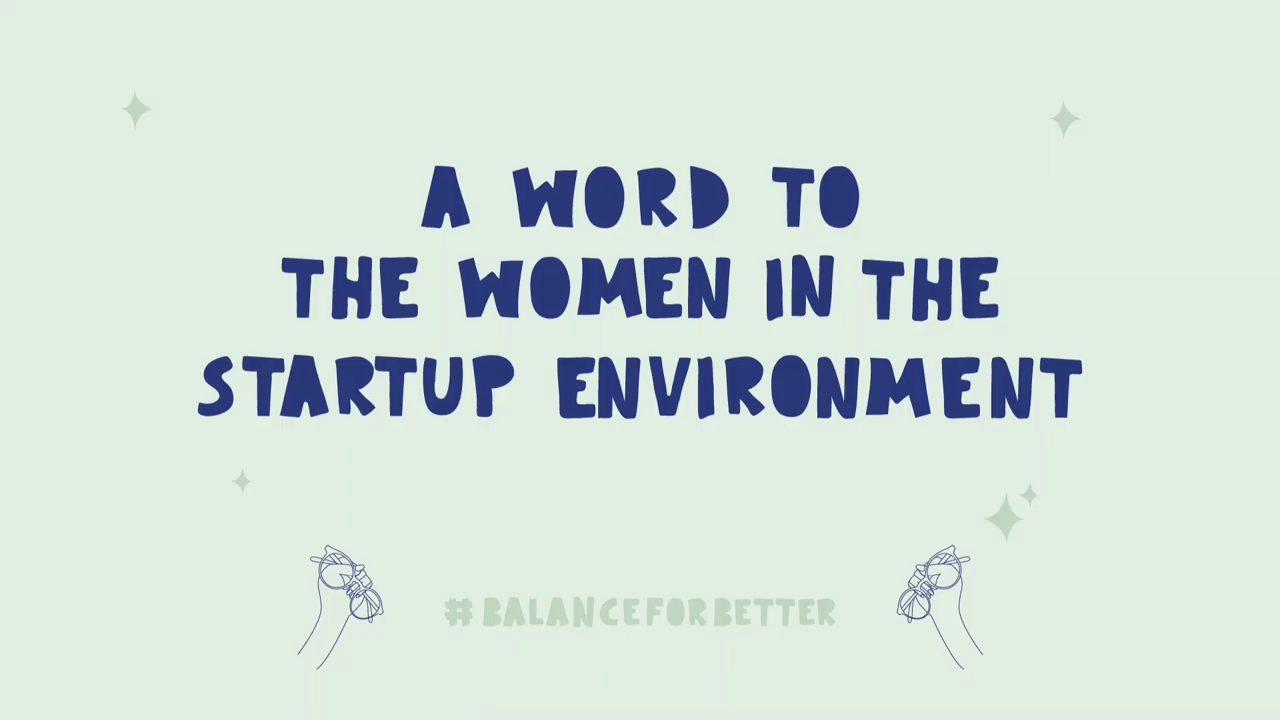 A WORD TO
THE WOMEN IN THE
STARTUP ENVIRONMENT
#BALANCEFORBETTER